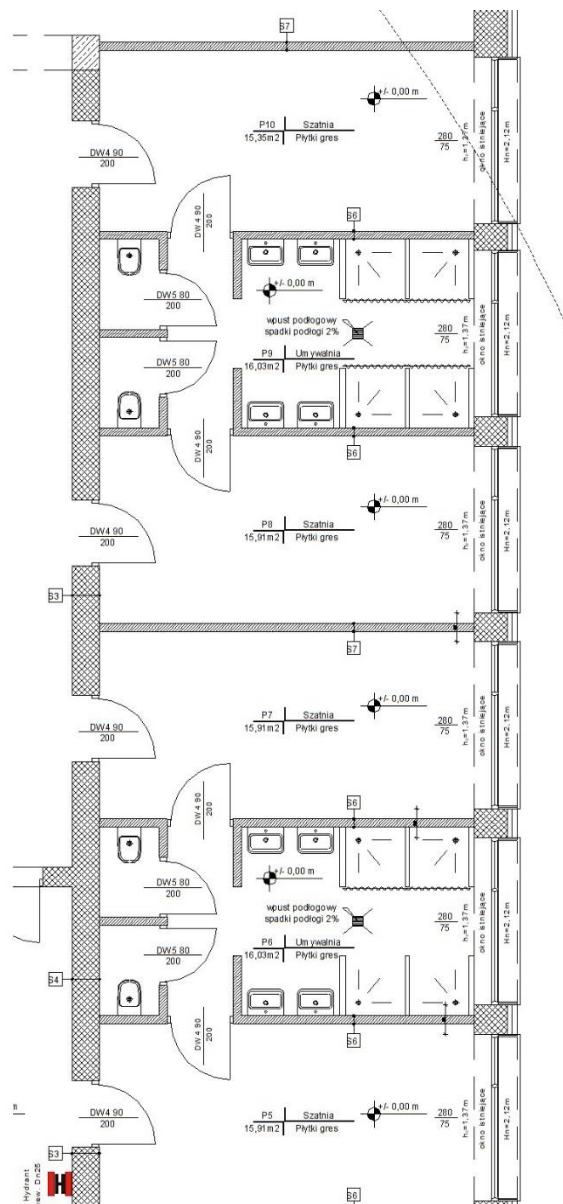 S7
+/- 0,00 m
P10 Szatnia
15,35m2 Płytki gres
280
75
hₚ=1,37m
okno istniejące
Hn=2,12m
DW4 90
200
DW4 90
200
S6
+/- 0,00 m
DW5 80
200
wpust podłogowy
spadki podłogi 2%
280
75
hₚ=1,37m
okno istniejące
Hn=2,12m
DW5 80
200
P9 Umywalnia
16,03m2 Płytki gres
DW4 90
200
S6
+/- 0,00 m
DW4 90
200
P8 Szatnia
15,91m2 Płytki gres
280
75
hₚ=1,37m
okno istniejące
Hn=2,12m
S3
S7
+/- 0,00 m
DW4 90
200
P7 Szatnia
15,91m2 Płytki gres
280
75
hₚ=1,37m
okno istniejące
Hn=2,12m
DW4 90
200
S6
+/- 0,00 m
DW5 80
200
wpust podłogowy
spadki podłogi 2%
280
75
hₚ=1,37m
okno istniejące
Hn=2,12m
DW5 80
200
P6 Umywalnia
16,03m2 Płytki gres
S4
DW4 90
200
S6
+/- 0,00 m
DW4 90
200
P5 Szatnia
15,91m2 Płytki gres
280
75
hₚ=1,37m
okno istniejące
Hn=2,12m
S3
Hydrant
wew. Dn25
H
S6